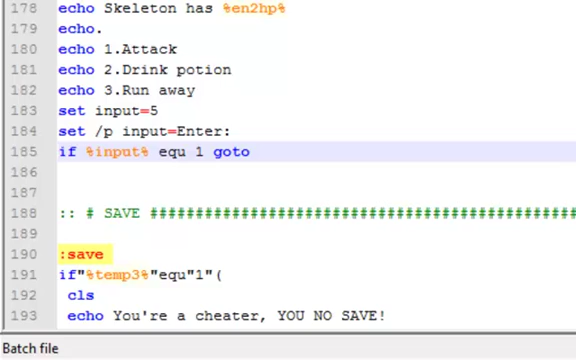 178 echo Skeleton has %en2hp%
179 echo.
180 echo 1.Attack
181 echo 2.Drink potion
182 echo 3.Run away
183 set input=5
184 set /p input=Enter:
185 if %input% equ 1 goto
186
187
188 :: # SAVE ###############################################
189
190 :save
191 if"%temp3%"equ"1"(
192 cls
193 echo You're a cheater, YOU NO SAVE!
Batch file